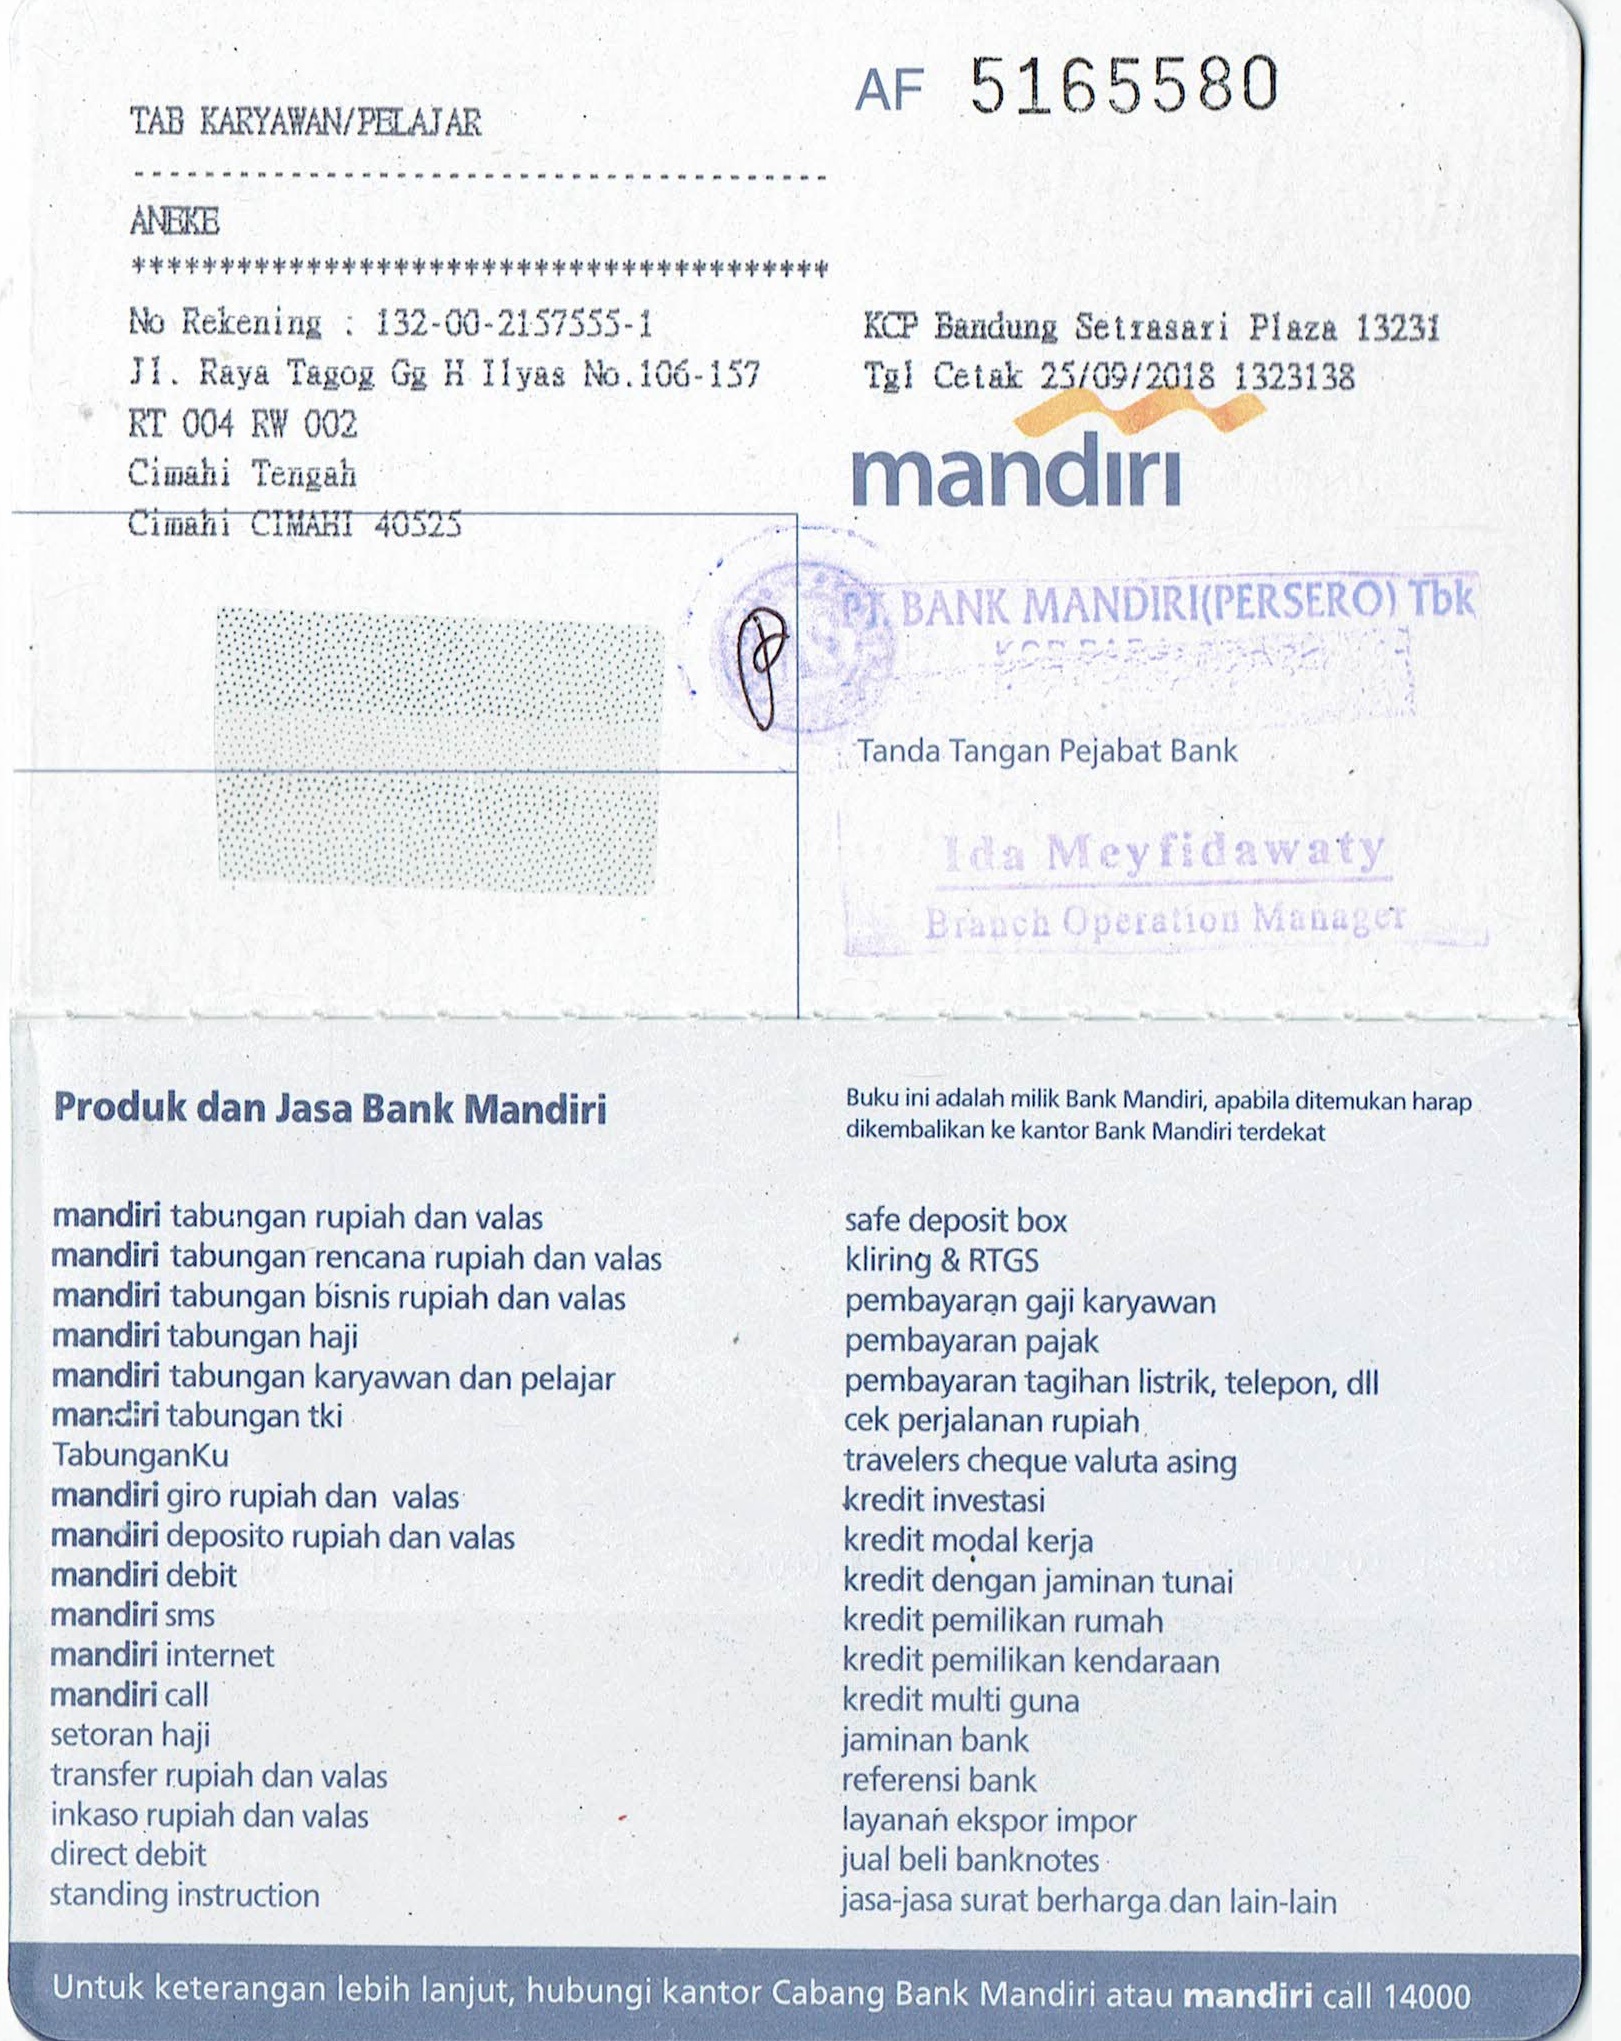 AF 5165580
TAB KARYAWAN/PELAJAR
----------------------------------------
ANEKE
****************************************
No Rekening : 132-00-2157555-1
Jl. Raya Tagog Gg H Ilyas No.106-157
RT 004 RW 002
Cimahi Tengah
Cimahi CIMAHI 40525
KCP Bandung Setrasari Plaza 13231
Tgl Cetak 25/09/2018 1323138
mandiri
PT. BANK MANDIRI(PERSERO) Tbk
Tanda Tangan Pejabat Bank
Ida Meyfidawaty
Branch Operation Manager
Produk dan Jasa Bank Mandiri
mandiri tabungan rupiah dan valas
mandiri tabungan rencana rupiah dan valas
mandiri tabungan bisnis rupiah dan valas
mandiri tabungan haji
mandiri tabungan karyawan dan pelajar
mandiri tabungan tki
TabunganKu
mandiri giro rupiah dan valas
mandiri deposito rupiah dan valas
mandiri debit
mandiri sms
mandiri internet
mandiri call
setoran haji
transfer rupiah dan valas
inkaso rupiah dan valas
direct debit
standing instruction
Buku ini adalah milik Bank Mandiri, apabila ditemukan harap
dikembalikan ke kantor Bank Mandiri terdekat
safe deposit box
kliring & RTGS
pembayaran gaji karyawan
pembayaran pajak
pembayaran tagihan listrik, telepon, dll
cek perjalanan rupiah
travelers cheque valuta asing
kredit investasi
kredit modal kerja
kredit dengan jaminan tunai
kredit pemilikan rumah
kredit pemilikan kendaraan
kredit multi guna
jaminan bank
referensi bank
layanan ekspor impor
jual beli banknotes
jasa-jasa surat berharga dan lain-lain
Untuk keterangan lebih lanjut, hubungi kantor Cabang Bank Mandiri atau mandiri call 14000